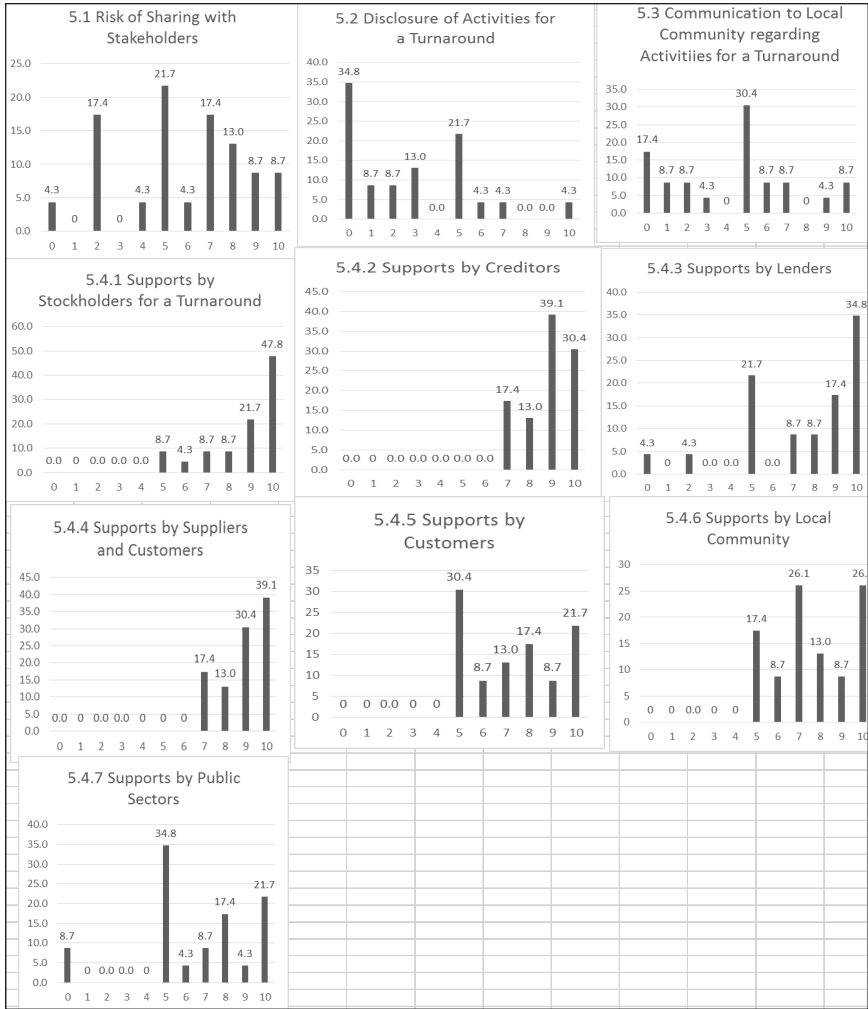 5.1 Risk of Sharing with
Stakeholders
25.0
20.0
15.0
10.0
5.0
0.0
4.3 0 17.4 0 4.3 21.7 4.3 17.4 13.0 8.7 8.7
0 1 2 3 4 5 6 7 8 9 10
5.2 Disclosure of Activities for
a Turnaround
40.0
35.0
30.0
25.0
20.0
15.0
10.0
5.0
0.0
34.8 8.7 8.7 13.0 0.0 21.7 4.3 4.3 0.0 0.0 4.3
0 1 2 3 4 5 6 7 8 9 10
5.3 Communication to Local
Community regarding
Activitiies for a Turnaround
35.0
30.0
25.0
20.0
15.0
10.0
5.0
0.0
17.4 8.7 8.7 4.3 0 30.4 8.7 8.7 0 4.3 8.7
0 1 2 3 4 5 6 7 8 9 10
5.4.1 Supports by
Stockholders for a Turnaround
60.0
50.0
40.0
30.0
20.0
10.0
0.0
0.0 0 0.0 0.0 0.0 8.7 4.3 8.7 8.7 21.7 47.8
0 1 2 3 4 5 6 7 8 9 10
5.4.2 Supports by Creditors
45.0
40.0
35.0
30.0
25.0
20.0
15.0
10.0
5.0
0.0
0.0 0 0.0 0.0 0.0 0.0 0.0 17.4 13.0 39.1 30.4
0 1 2 3 4 5 6 7 8 9 10
5.4.3 Supports by Lenders
40.0
35.0
30.0
25.0
20.0
15.0
10.0
5.0
0.0
4.3 0 4.3 0.0 0.0 21.7 0.0 8.7 8.7 17.4 34.8
0 1 2 3 4 5 6 7 8 9 10
5.4.4 Supports by Suppliers
and Customers
45.0
40.0
35.0
30.0
25.0
20.0
15.0
10.0
5.0
0.0
0.0 0 0.0 0.0 0 0 0 17.4 13.0 30.4 39.1
0 1 2 3 4 5 6 7 8 9 10
5.4.5 Supports by
Customers
35
30
25
20
15
10
5
0
0 0 0.0 0 0 30.4 8.7 13.0 17.4 8.7 21.7
0 1 2 3 4 5 6 7 8 9 10
5.4.6 Supports by Local
Community
30
25
20
15
10
5
0
0 0 0.0 0 0 17.4 8.7 26.1 13.0 8.7 26.
0 1 2 3 4 5 6 7 8 9 10
5.4.7 Supports by Public
Sectors
40.0
35.0
30.0
25.0
20.0
15.0
10.0
5.0
0.0
8.7 0 0.0 0.0 0 34.8 4.3 8.7 17.4 4.3 21.7
0 1 2 3 4 5 6 7 8 9 10